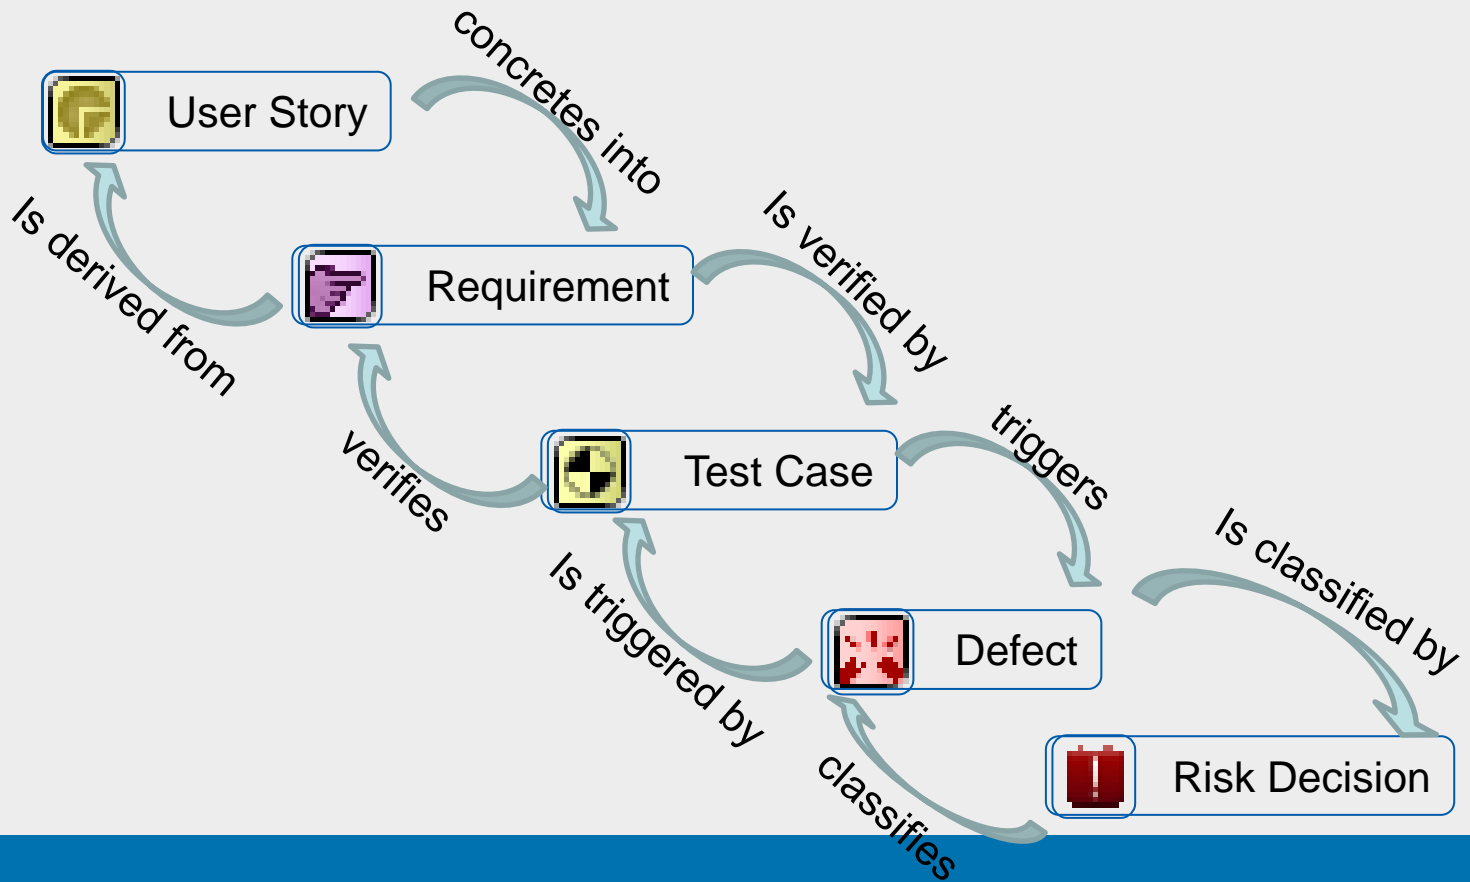 concretes into
User Story
Is derived from
Is verified by
Requirement
verifies
triggers
Test Case
Is classified by
Is triggered by
Defect
classifies
Risk Decision